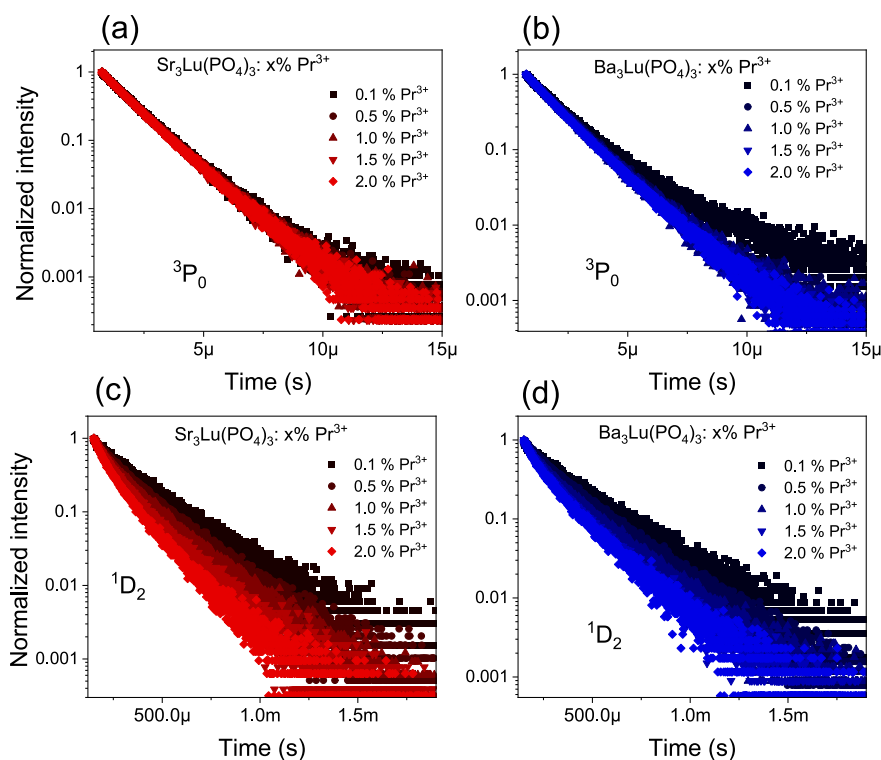 (a)
Sr₃Lu(PO₄)₃: x% Pr³⁺
0.1 % Pr³⁺
0.5 % Pr³⁺
1.0 % Pr³⁺
1.5 % Pr³⁺
2.0 % Pr³⁺
³P₀
1
0.1
0.01
0.001
Normalized intensity
5µ
10µ
15µ
Time (s)
(b)
Ba₃Lu(PO₄)₃: x% Pr³⁺
0.1 % Pr³⁺
0.5 % Pr³⁺
1.0 % Pr³⁺
1.5 % Pr³⁺
2.0 % Pr³⁺
³P₀
1
0.1
0.01
0.001
5µ
10µ
15µ
Time (s)
(c)
Sr₃Lu(PO₄)₃: x% Pr³⁺
0.1 % Pr³⁺
0.5 % Pr³⁺
1.0 % Pr³⁺
1.5 % Pr³⁺
2.0 % Pr³⁺
¹D₂
1
0.1
0.01
0.001
Normalized intensity
500.0µ
1.0m
1.5m
Time (s)
(d)
Ba₃Lu(PO₄)₃: x% Pr³⁺
0.1 % Pr³⁺
0.5 % Pr³⁺
1.0 % Pr³⁺
1.5 % Pr³⁺
2.0 % Pr³⁺
¹D₂
1
0.1
0.01
0.001
500.0µ
1.0m
1.5m
Time (s)